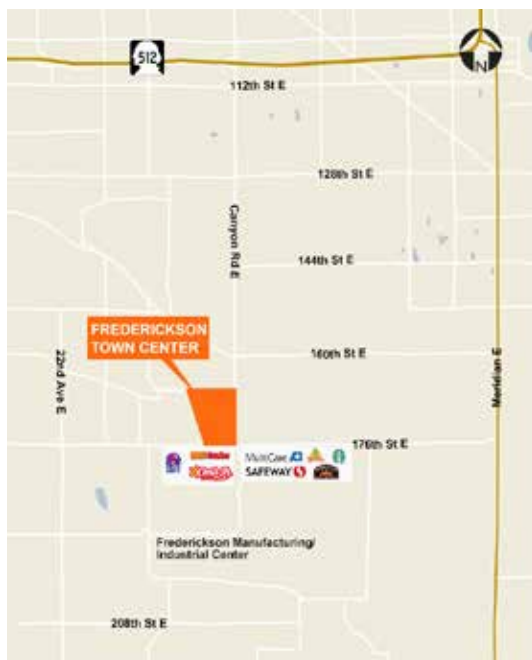 512
N
112th St E
128th St E
Canyon Rd E
144th St E
FREDERICKSON
TOWN CENTER
160th St E
22nd Ave E
Meridian E
176th St E
MultiCare
SAFEWAY
Frederickson Manufacturing/
Industrial Center
208th St E